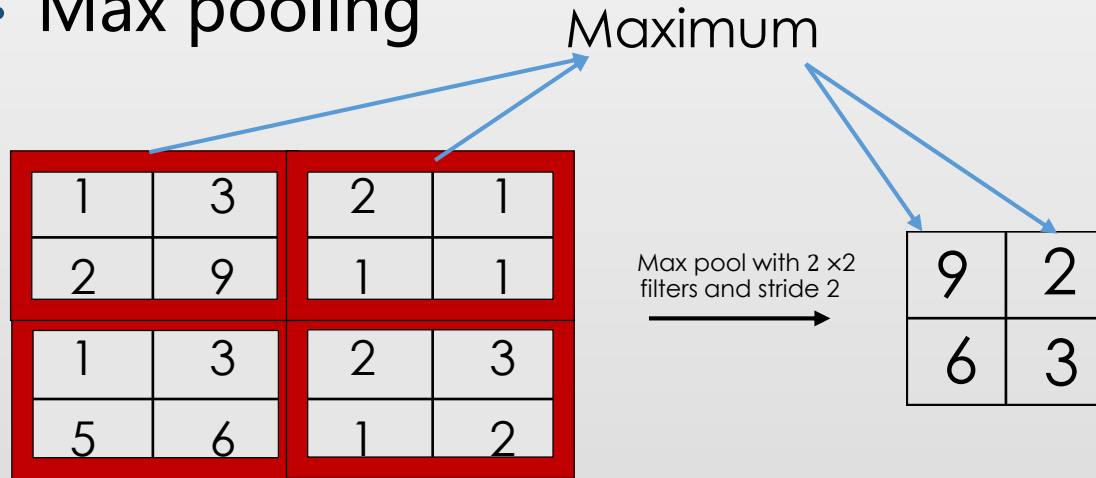 • Max pooling
Maximum
1 3 2 1
2 9 1 1
1 3 2 3
5 6 1 2
Max pool with 2 ×2
filters and stride 2
9 2
6 3